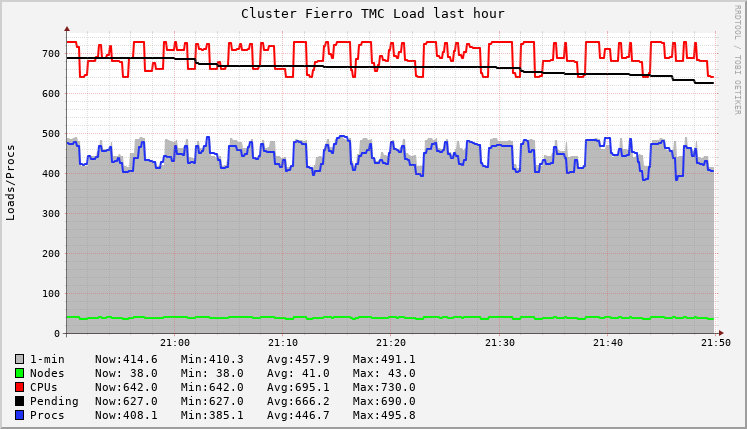 Cluster Fierro TMC Load last hour
RRDTOOL / TOBI OETIKER
Loads/Procs
700
600
500
400
300
200
100
0
21:00 21:10 21:20 21:30 21:40 21:50
1-min Now:414.6 Min:410.3 Avg:457.9 Max:491.1
Nodes Now: 38.0 Min: 38.0 Avg: 41.0 Max: 43.0
CPUs Now:642.0 Min:642.0 Avg:695.1 Max:730.0
Pending Now:627.0 Min:627.0 Avg:666.2 Max:690.0
Procs Now:408.1 Min:385.1 Avg:446.7 Max:495.8